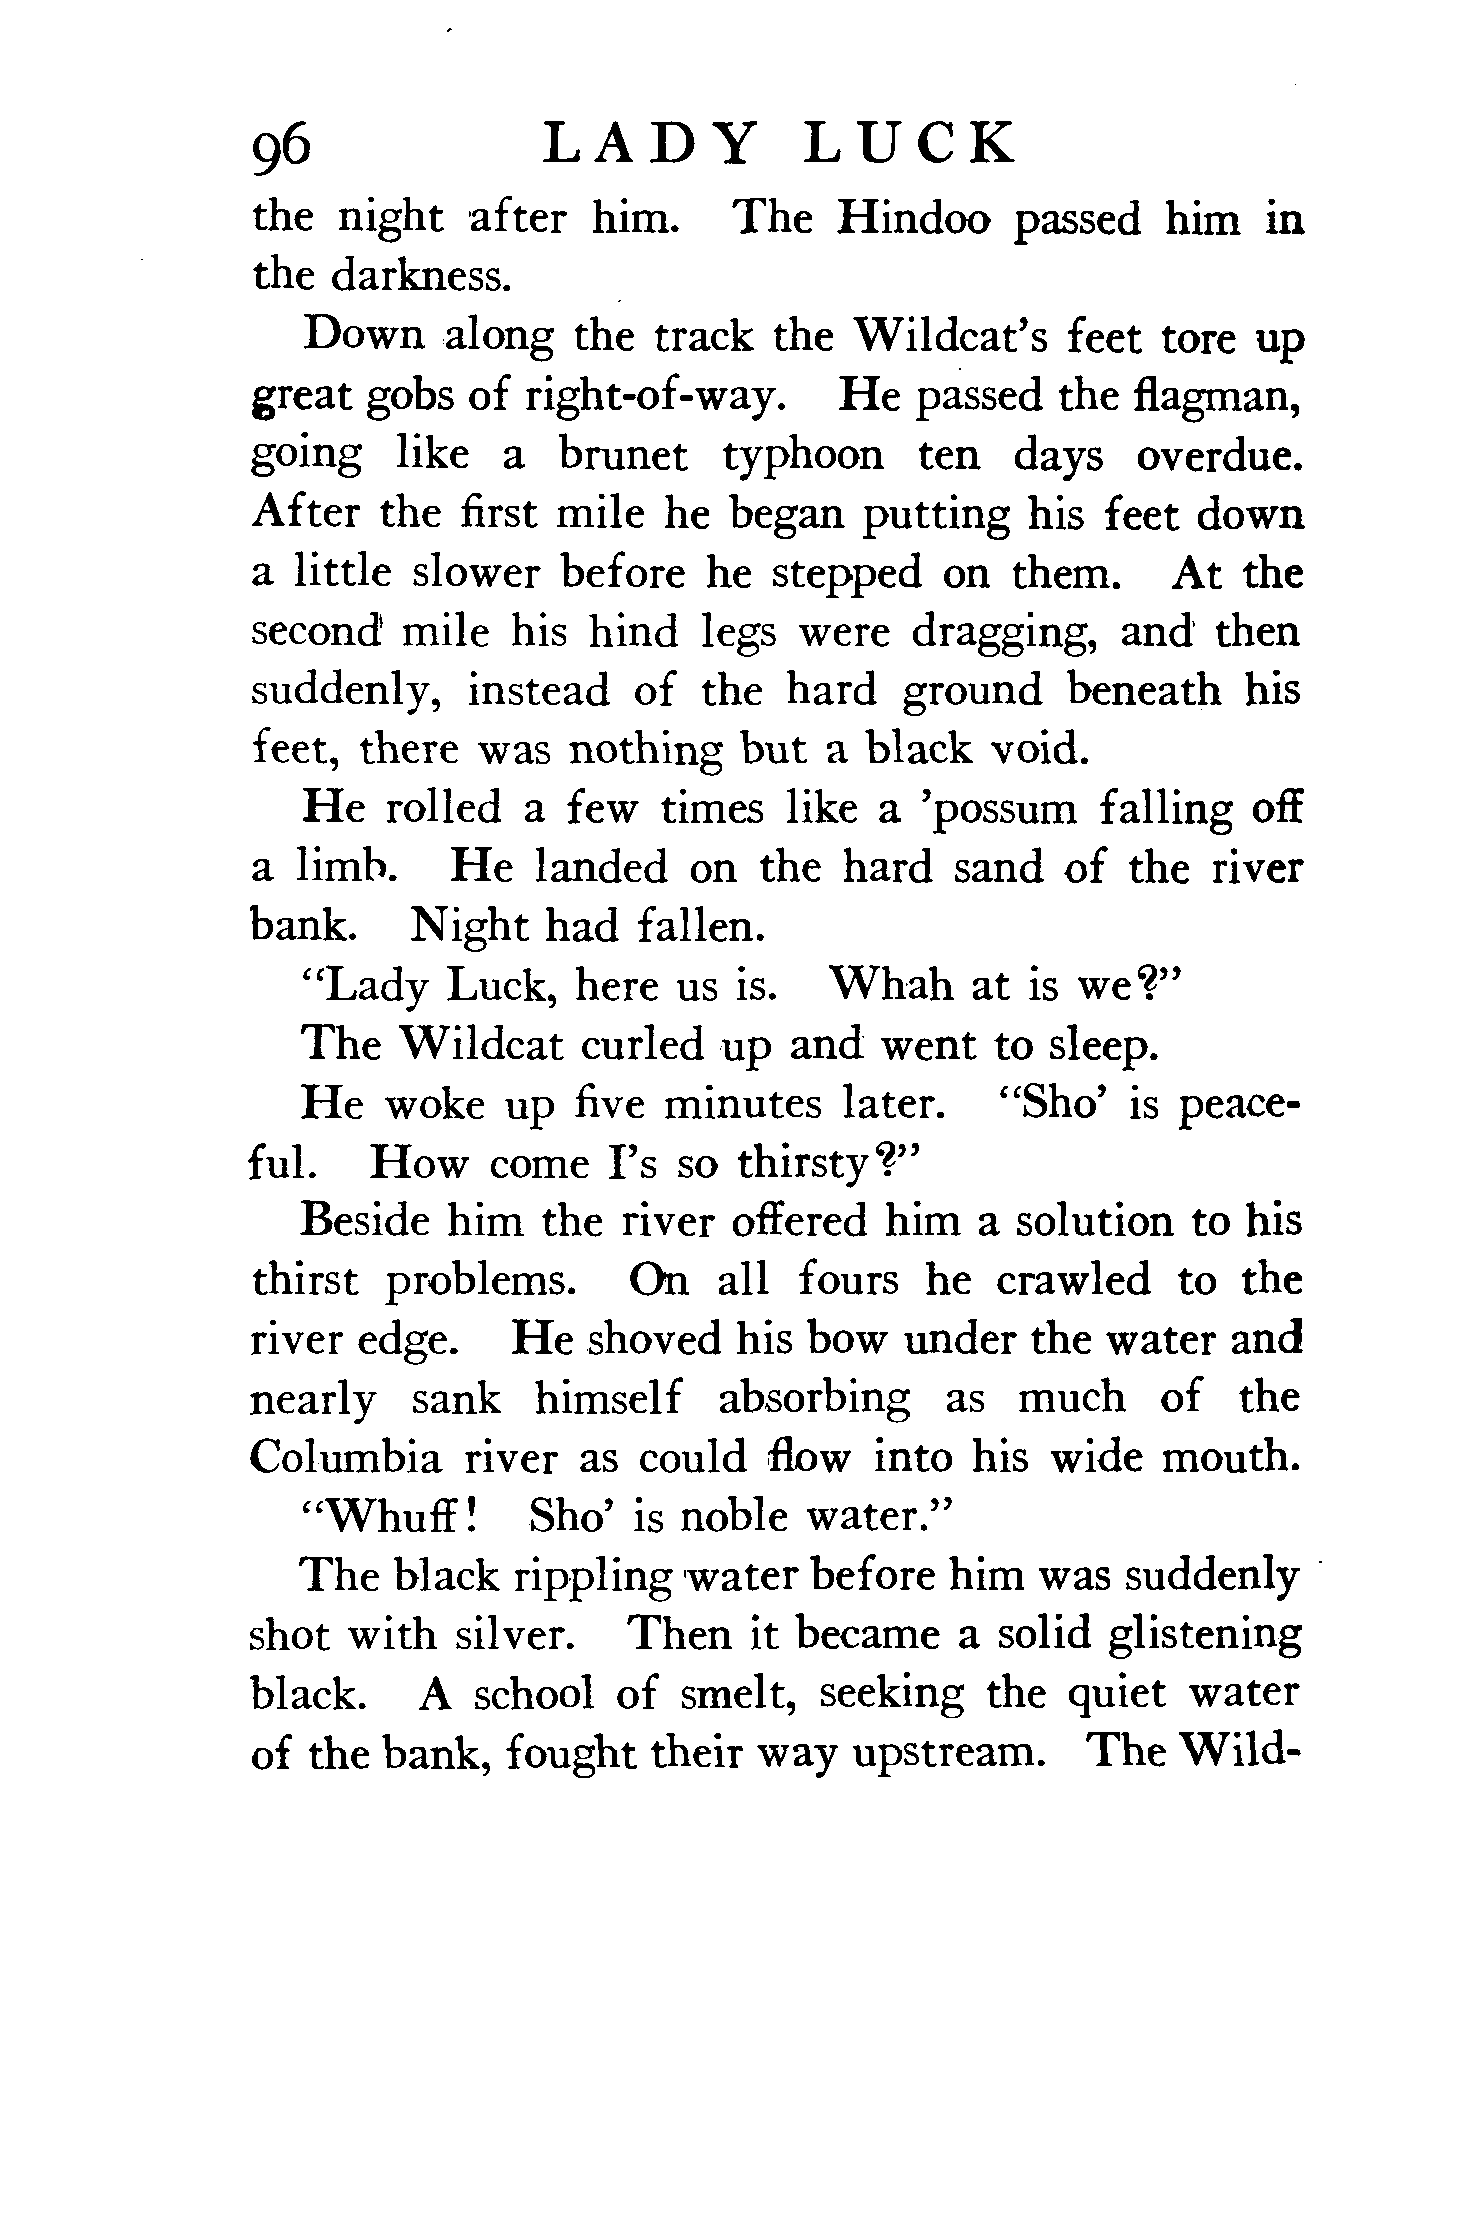 96 LADY LUCK
the night after him. The Hindoo passed him in
the darkness.
Down along the track the Wildcat's feet tore up
great gobs of right-of-way. He passed the flagman,
going like a brunet typhoon ten days overdue.
After the first mile he began putting his feet down
a little slower before he stepped on them. At the
second mile his hind legs were dragging, and then
suddenly, instead of the hard ground beneath his
feet, there was nothing but a black void.
He rolled a few times like a 'possum falling off
a limb. He landed on the hard sand of the river
bank. Night had fallen.
"Lady Luck, here us is. Whah at is we?"
The Wildcat curled up and went to sleep.
He woke up five minutes later. "Sho' is peace-
ful. How come I's so thirsty?"
Beside him the river offered him a solution to his
thirst problems. On all fours he crawled to the
river edge. He shoved his bow under the water and
nearly sank himself absorbing as much of the
Columbia river as could flow into his wide mouth.
"Whuff! Sho' is noble water."
The black rippling water before him was suddenly
shot with silver. Then it became a solid glistening
black. A school of smelt, seeking the quiet water
of the bank, fought their way upstream. The Wild-